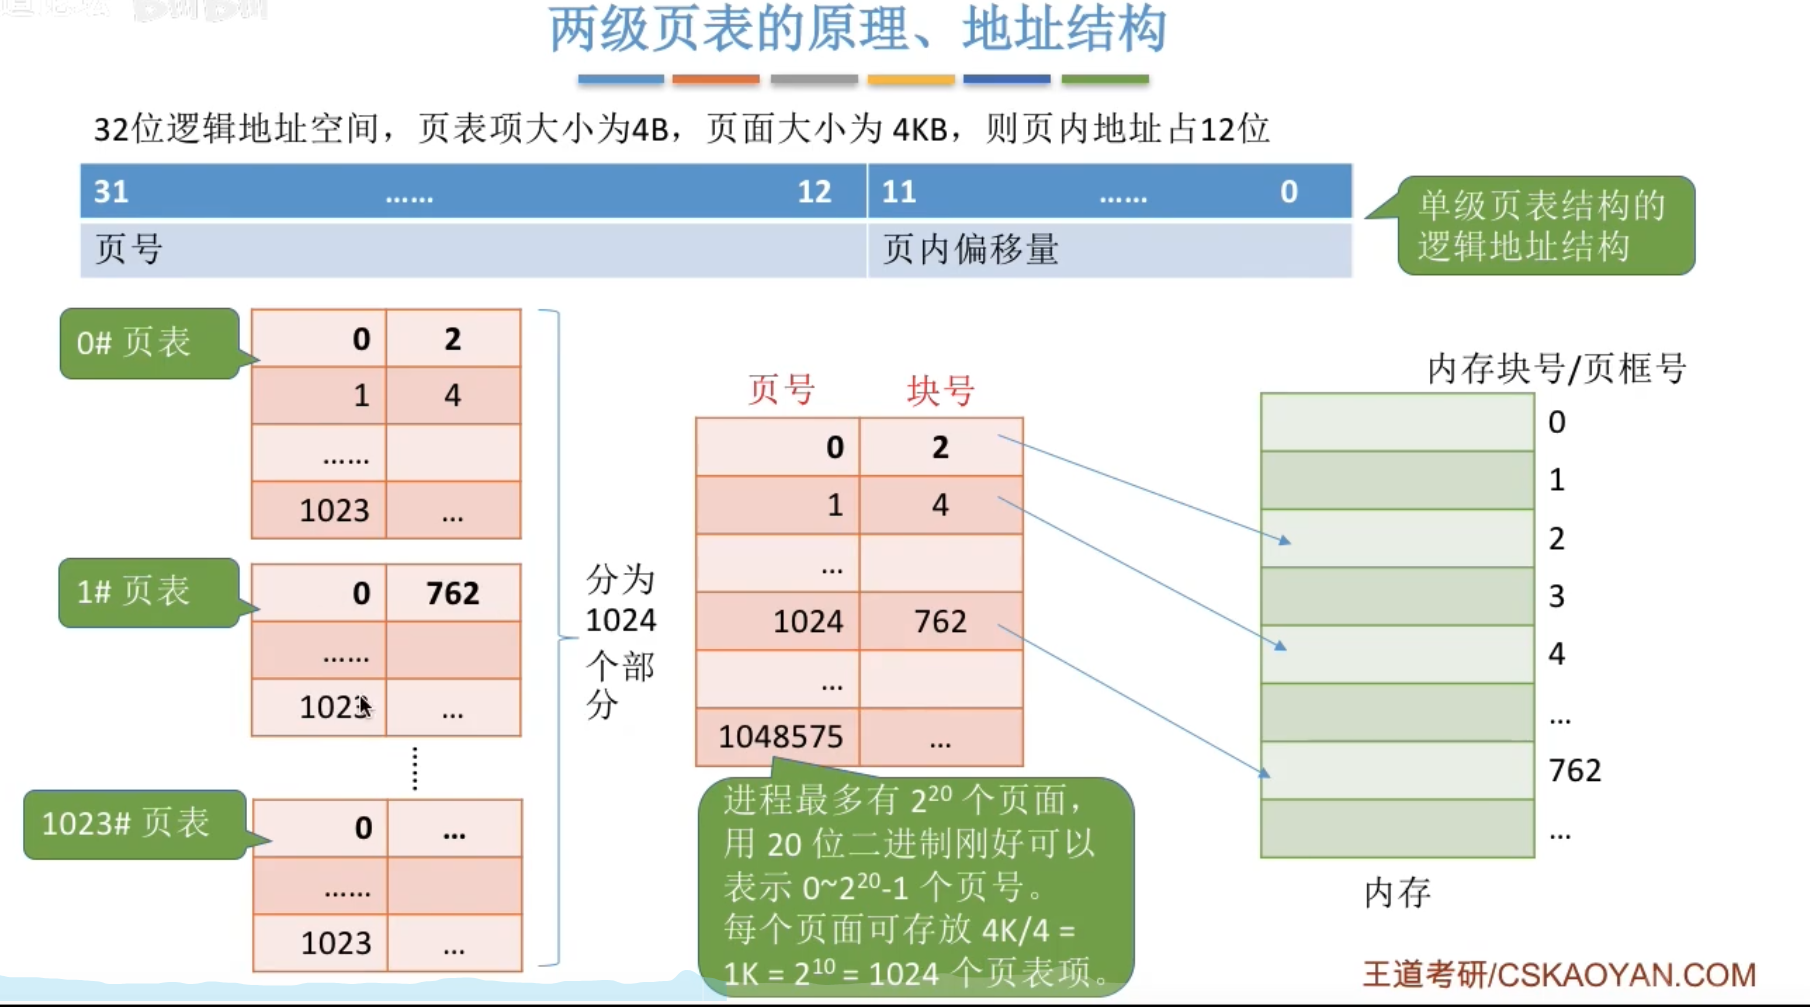 两级页表的原理、地址结构
32位逻辑地址空间，页表项大小为4B，页面大小为 4KB，则页内地址占12位
31 …… 12 11 …… 0
页号 页内偏移量
单级页表结构的
逻辑地址结构
0# 页表
0 2
1 4
……
1023 …
1# 页表
0 762
……
1023 …
1023# 页表
0 …
……
1023 …
分为
1024
个部
分
页号 块号
0 2
1 4
…
1024 762
…
1048575 …
进程最多有 2²⁰ 个页面，
用 20 位二进制刚好可以
表示 0~2²⁰-1 个页号。
每个页面可存放 4K/4 =
1K = 2¹⁰ = 1024 个页表项。
内存块号/页框号
0
1
2
3
4
…
762
…
内存
王道考研/CSKAOYAN.COM